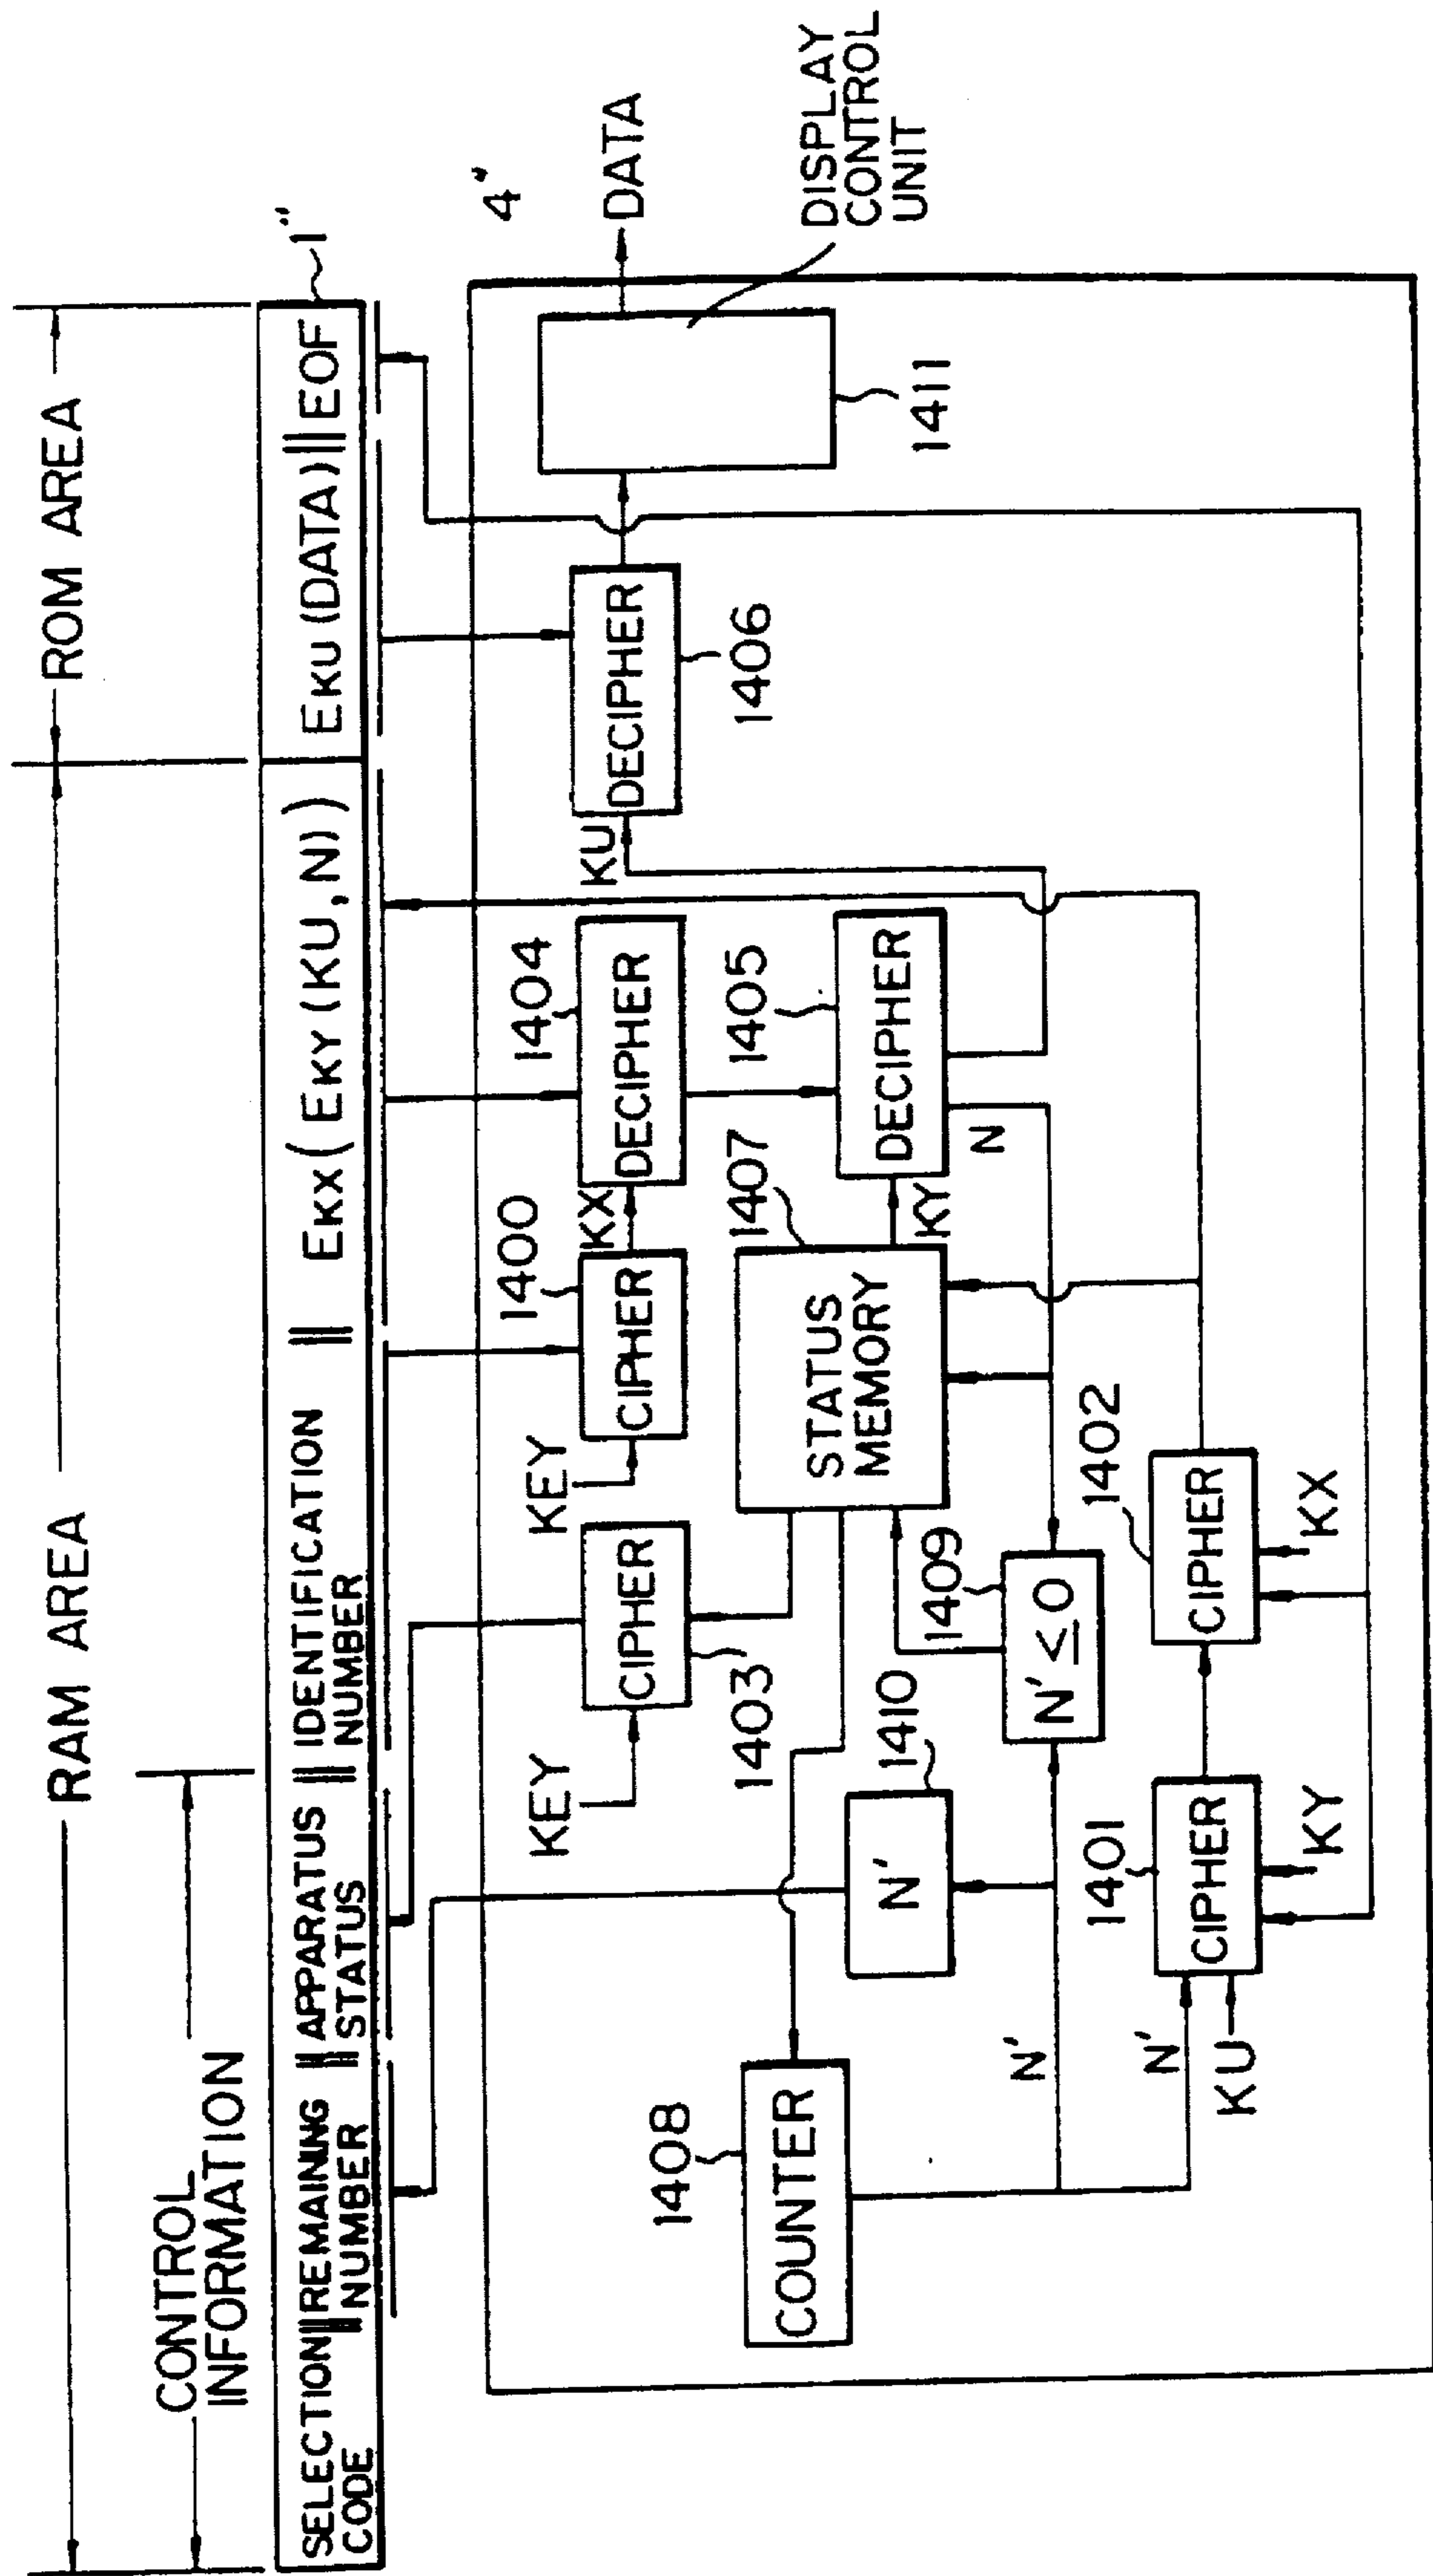 RAM AREA
ROM AREA
CONTROL
INFORMATION
SELECTION || REMAINING || APPARATUS || IDENTIFICATION || EKX(EKY(KU,N)) EKU(DATA) || EOF
CODE || NUMBER || STATUS || NUMBER
1"
4"
KEY
CIPHER
1403
KEY
CIPHER
1400
KX
DECIPHER
1404
KU
DECIPHER
1406
DATA
DISPLAY
CONTROL
UNIT
1411
1408
COUNTER
N'
1410
STATUS
MEMORY
1407
KY
DECIPHER
1405
N
N' ≤ 0
1409
N'
N'
KU
CIPHER
1401
KY
CIPHER
1402
KX